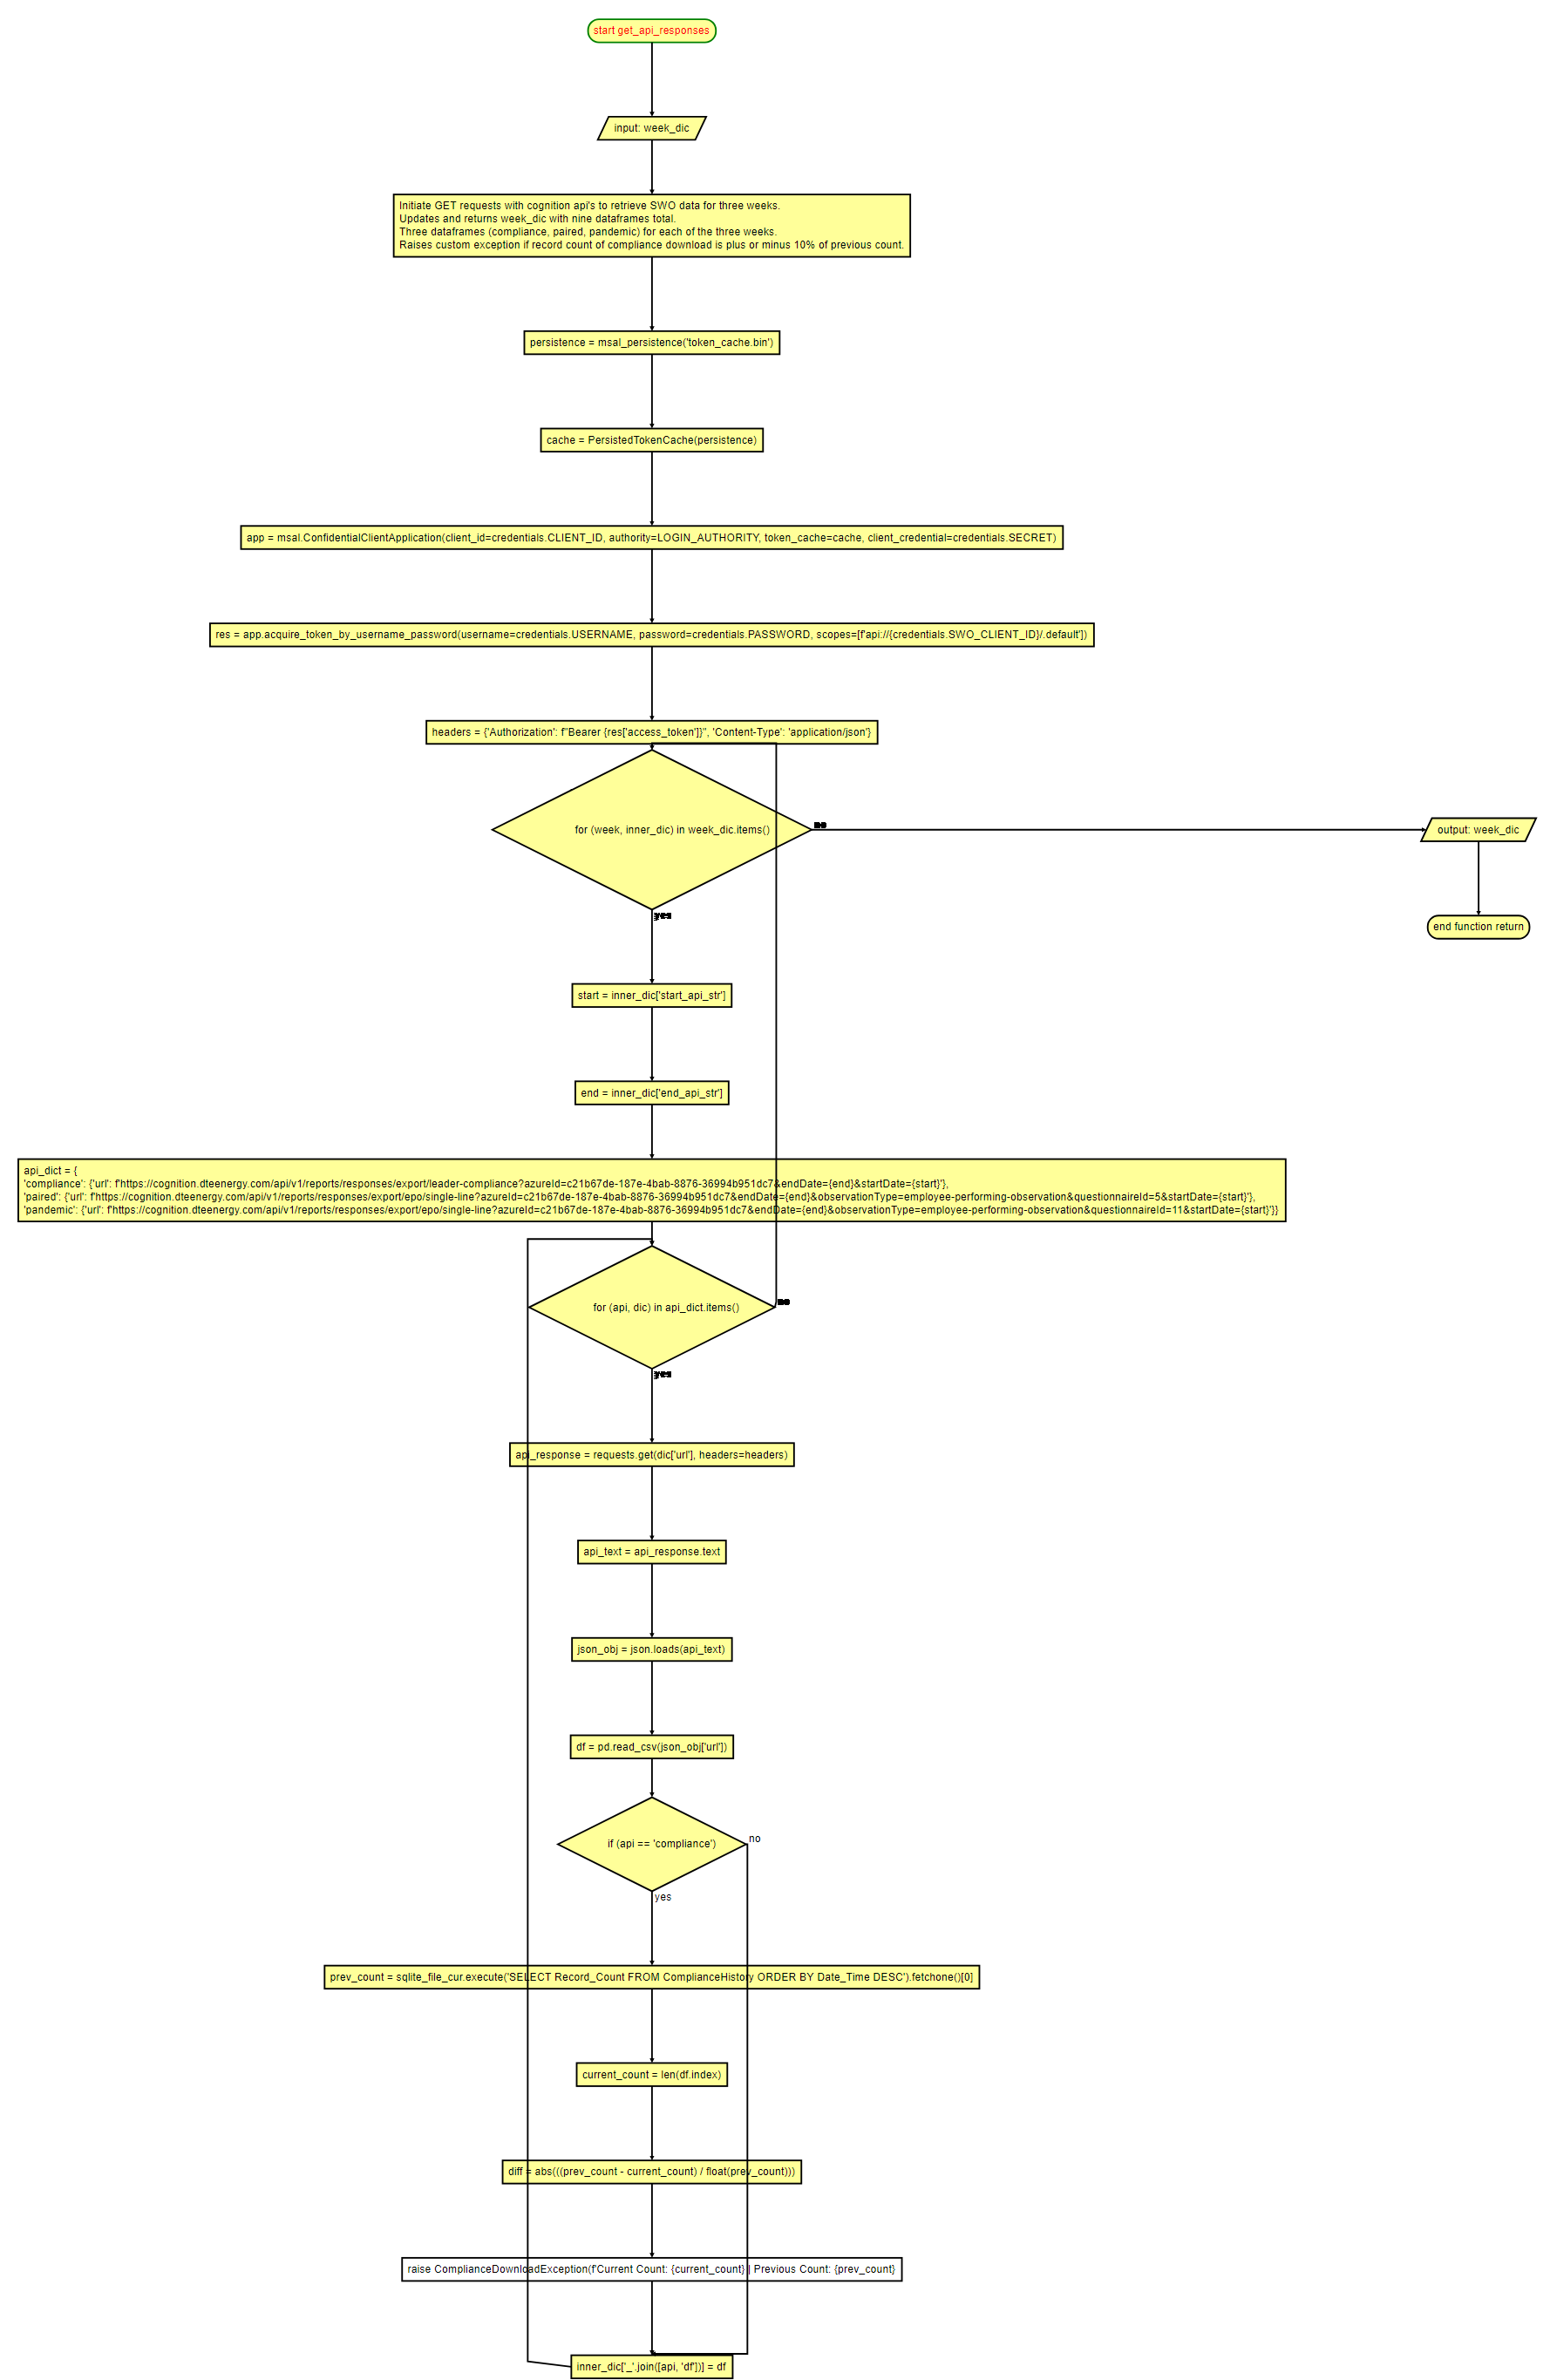 start get_api_responses
input: week_dic
Initiate GET requests with cognition api's to retrieve SWO data for three weeks.
Updates and returns week_dic with nine dataframes total.
Three dataframes (compliance, paired, pandemic) for each of the three weeks.
Raises custom exception if record count of compliance download is plus or minus 10% of previous count.
persistence = msal_persistence('token_cache.bin')
cache = PersistedTokenCache(persistence)
app = msal.ConfidentialClientApplication(client_id=credentials.CLIENT_ID, authority=LOGIN_AUTHORITY, token_cache=cache, client_credential=credentials.SECRET)
res = app.acquire_token_by_username_password(username=credentials.USERNAME, password=credentials.PASSWORD, scopes=[f'api://{credentials.SWO_CLIENT_ID}/.default'])
headers = {'Authorization': f"Bearer {res['access_token']}", 'Content-Type': 'application/json'}
for (week, inner_dic) in week_dic.items()
output: week_dic
yes
end function return
start = inner_dic['start_api_str']
end = inner_dic['end_api_str']
api_dict = {
'compliance': {'url': f'https://cognition.dteenergy.com/api/v1/reports/responses/export/leader-compliance?azureId=c21b67de-187e-4bab-8876-36994b951dc7&endDate={end}&startDate={start}'},
'paired': {'url': f'https://cognition.dteenergy.com/api/v1/reports/responses/export/epo/single-line?azureId=c21b67de-187e-4bab-8876-36994b951dc7&endDate={end}&observationType=employee-performing-observation&questionnaireId=5&startDate={start}'},
'pandemic': {'url': f'https://cognition.dteenergy.com/api/v1/reports/responses/export/epo/single-line?azureId=c21b67de-187e-4bab-8876-36994b951dc7&endDate={end}&observationType=employee-performing-observation&questionnaireId=11&startDate={start}'}}
for (api, dic) in api_dict.items()
yes
api_response = requests.get(dic['url'], headers=headers)
api_text = api_response.text
json_obj = json.loads(api_text)
df = pd.read_csv(json_obj['url'])
if (api == 'compliance')
no
yes
prev_count = sqlite_file_cur.execute('SELECT Record_Count FROM ComplianceHistory ORDER BY Date_Time DESC').fetchone()[0]
current_count = len(df.index)
diff = abs(((prev_count - current_count) / float(prev_count)))
raise ComplianceDownloadException(f'Current Count: {current_count} | Previous Count: {prev_count}
inner_dic['_'.join([api, 'df'])] = df